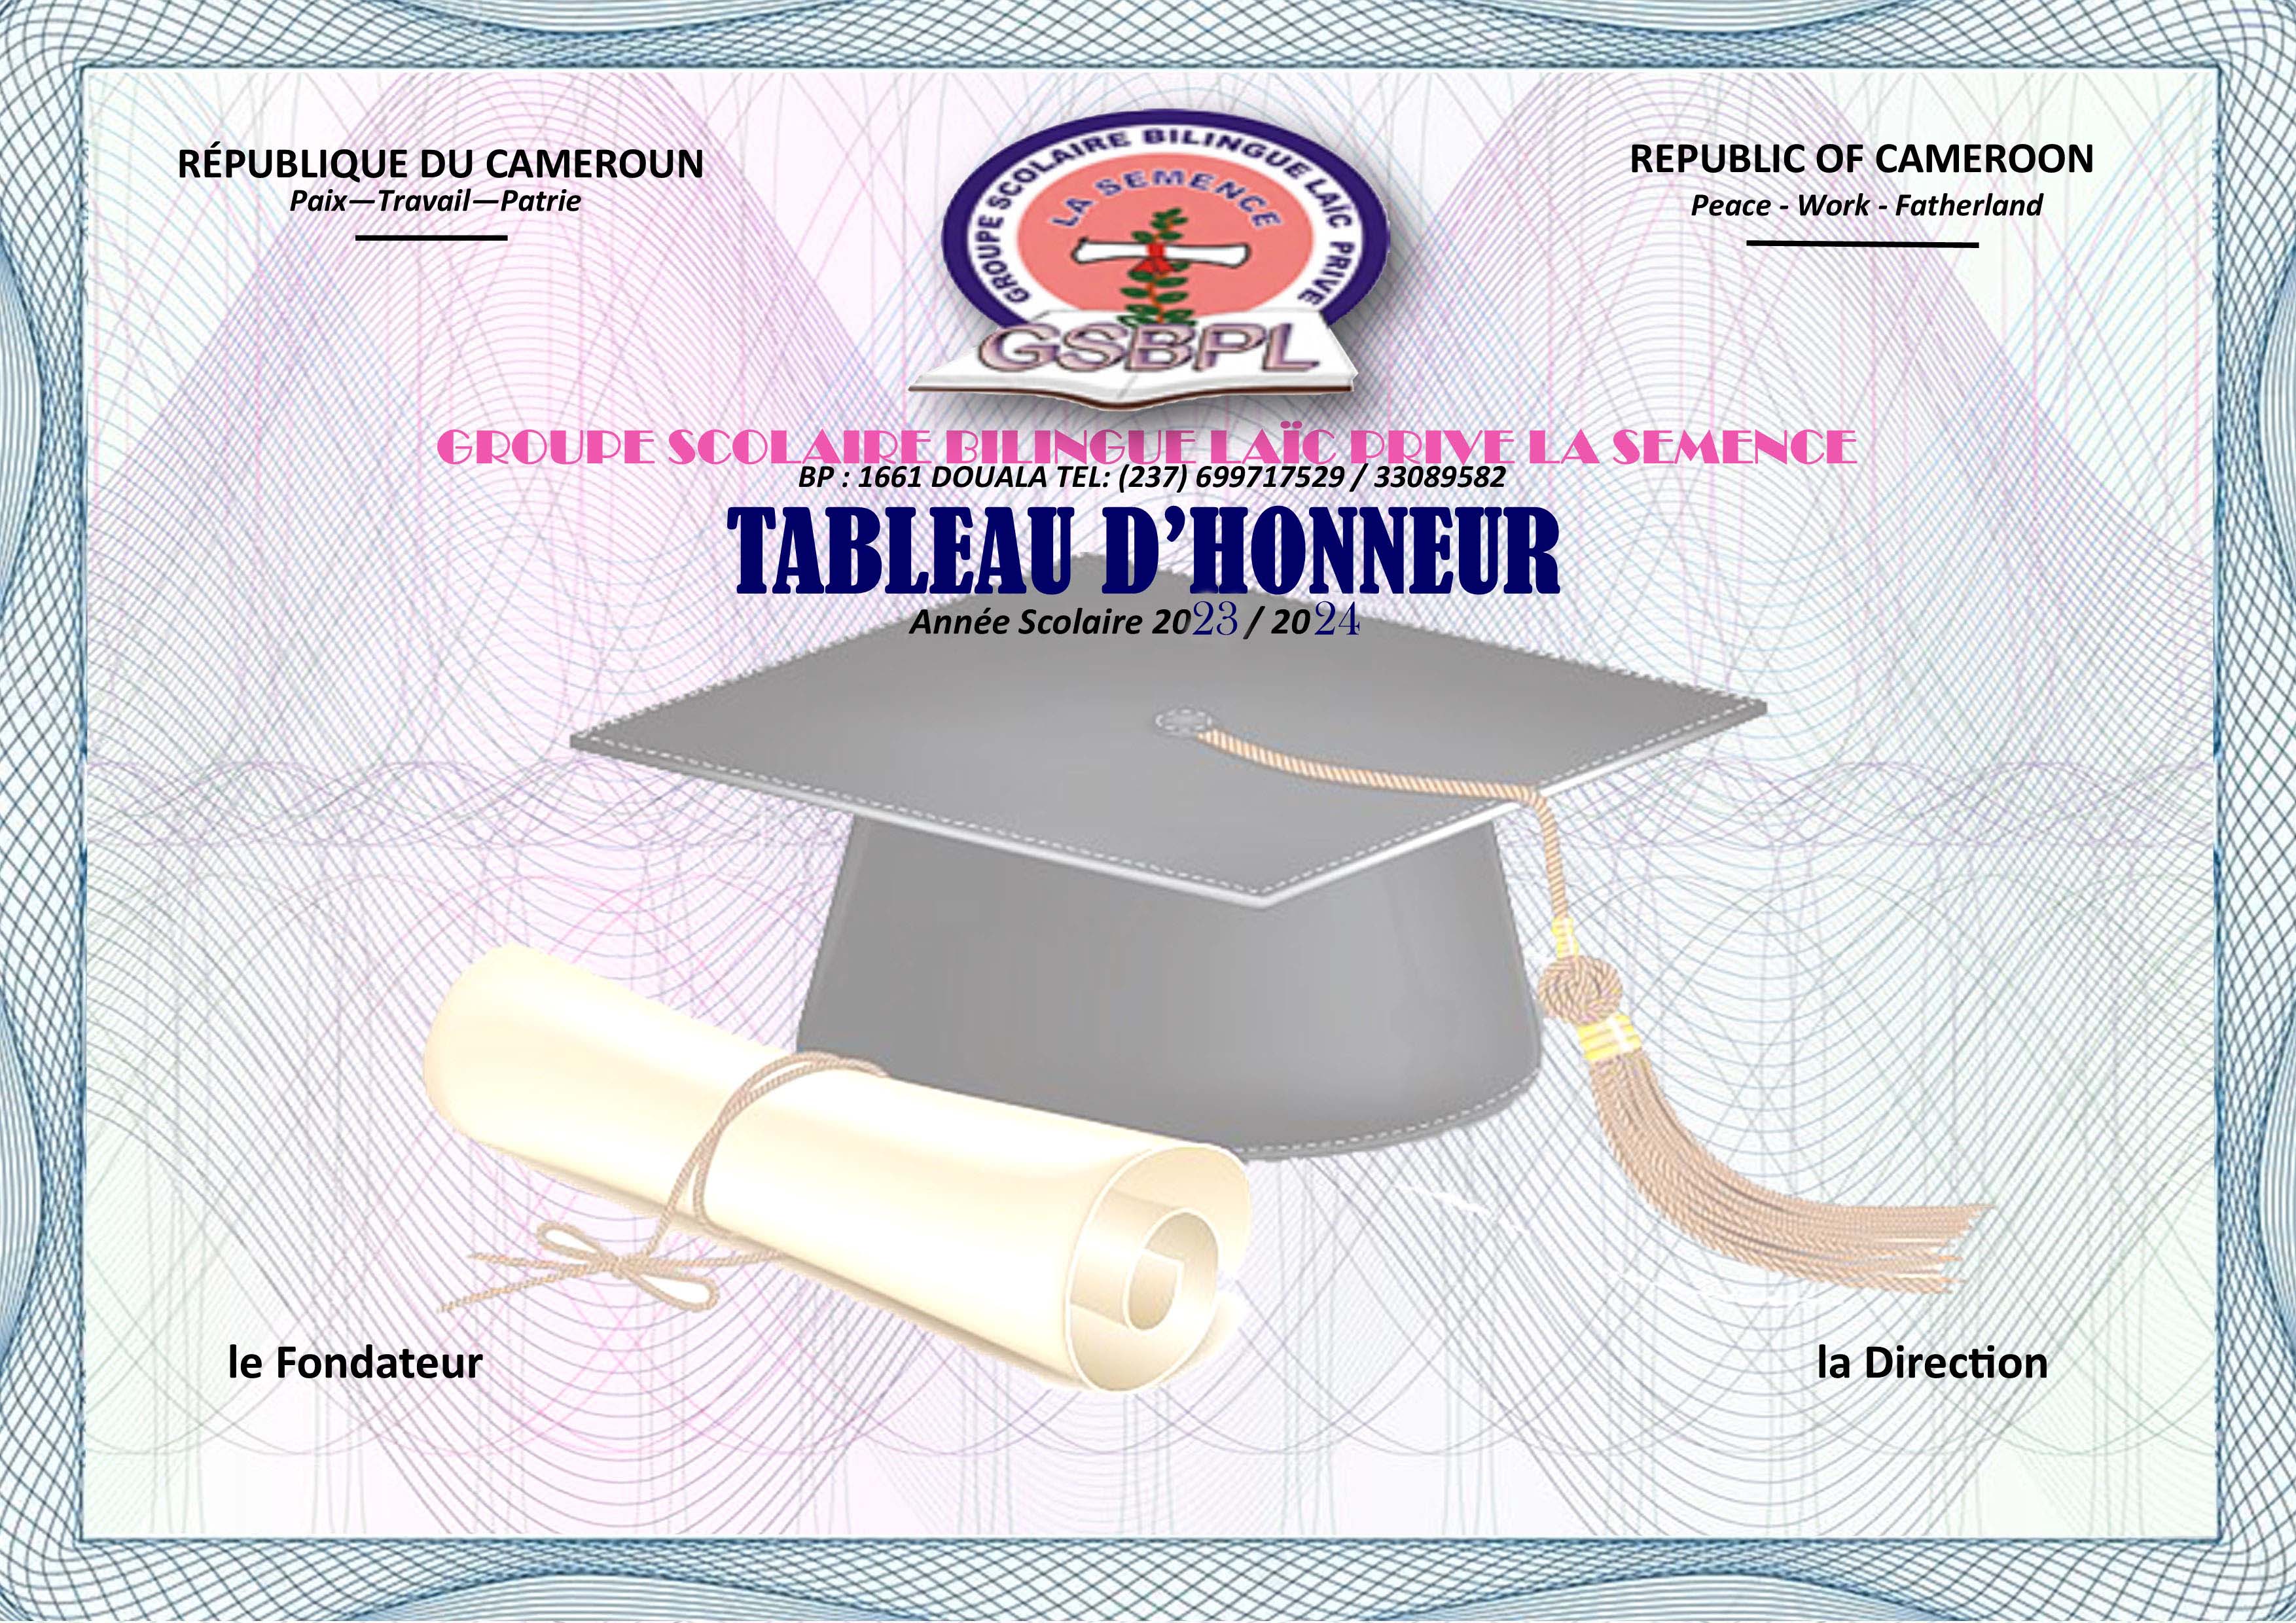 RÉPUBLIQUE DU CAMEROUN
Paix—Travail—Patrie
REPUBLIC OF CAMEROON
Peace - Work - Fatherland
GROUPE SCOLAIRE BILINGUE LAÏC PRIVE
LA SEMENCE
GSBPL
GROUPE SCOLAIRE BILINGUE LAÏC PRIVE LA SEMENCE
BP : 1661 DOUALA TEL: (237) 699717529 / 33089582
TABLEAU D’HONNEUR
Année Scolaire 2023 / 2024
le Fondateur
la Direction